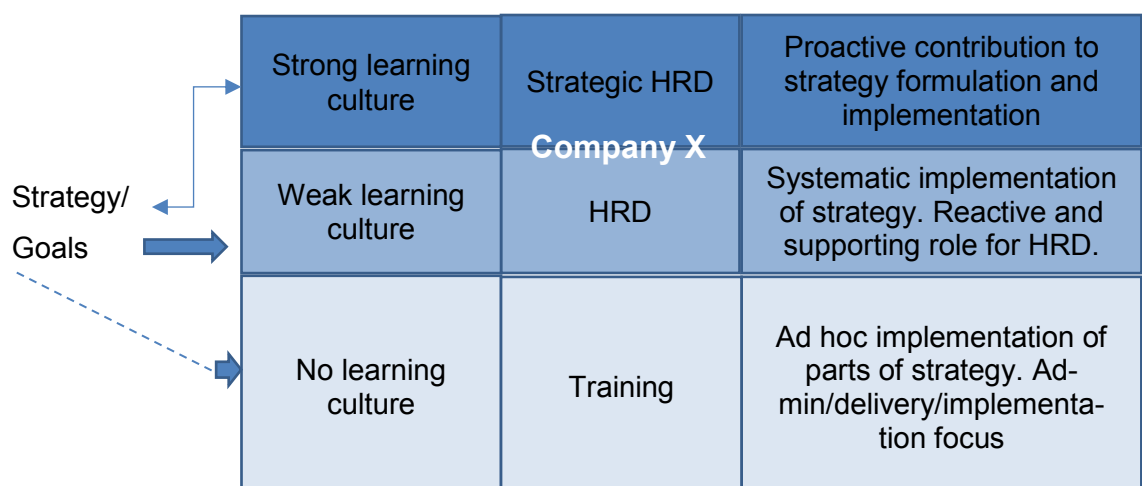 Strategy/
Goals
Strong learning
culture
Strategic HRD
Proactive contribution to
strategy formulation and
implementation
Company X
Weak learning
culture
HRD
Systematic implementation
of strategy. Reactive and
supporting role for HRD.
No learning
culture
Training
Ad hoc implementation of
parts of strategy. Ad-
min/delivery/implementa-
tion focus